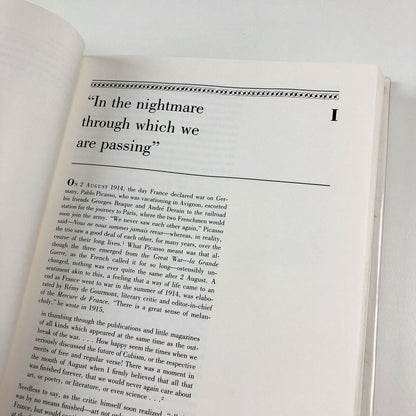 I
“In the nightmare
through which we
are passing”
On 2 August 1914, the day France declared war on Ger-
many, Pablo Picasso, who was vacationing in Avignon, escorted
his friends Georges Braque and André Derain to the railroad
station for the journey to Paris, where the two Frenchmen would
soon join the army. “We never saw each other again,” Picasso
said—Nous ne nous sommes jamais revus—whereas, in reality,
the trio saw a good deal of each other, for many years, over the
course of their long lives.¹ What Picasso meant was that al-
though the three emerged from the Great War—la Grande
Guerre, as the French called it for so long—ostensibly un-
changed, nothing was ever quite the same after 2 August. A
sentiment akin to this, a feeling that a way of life came to an
end as France went to war in the summer of 1914, was elabo-
rated by Rémy de Gourmont, literary critic and editor-in-chief
of the Mercure de France. “There is a great sense of melan-
choly,” he wrote in 1915,
in thumbing through the publications and little magazines
of all kinds which appeared at the same time as the out-
break of the war. . . . How happy seem the times when we
seriously discussed the future of Cubism, or the respective
merits of free and regular verse! There was a moment in
the month of August when I firmly believed that all that
was finished forever, that we would never again care about
art, or poetry, or literature, or even science . . . ²
Needless to say, as the critic himself soon realized,
was by no means finished—art not only
France, but would